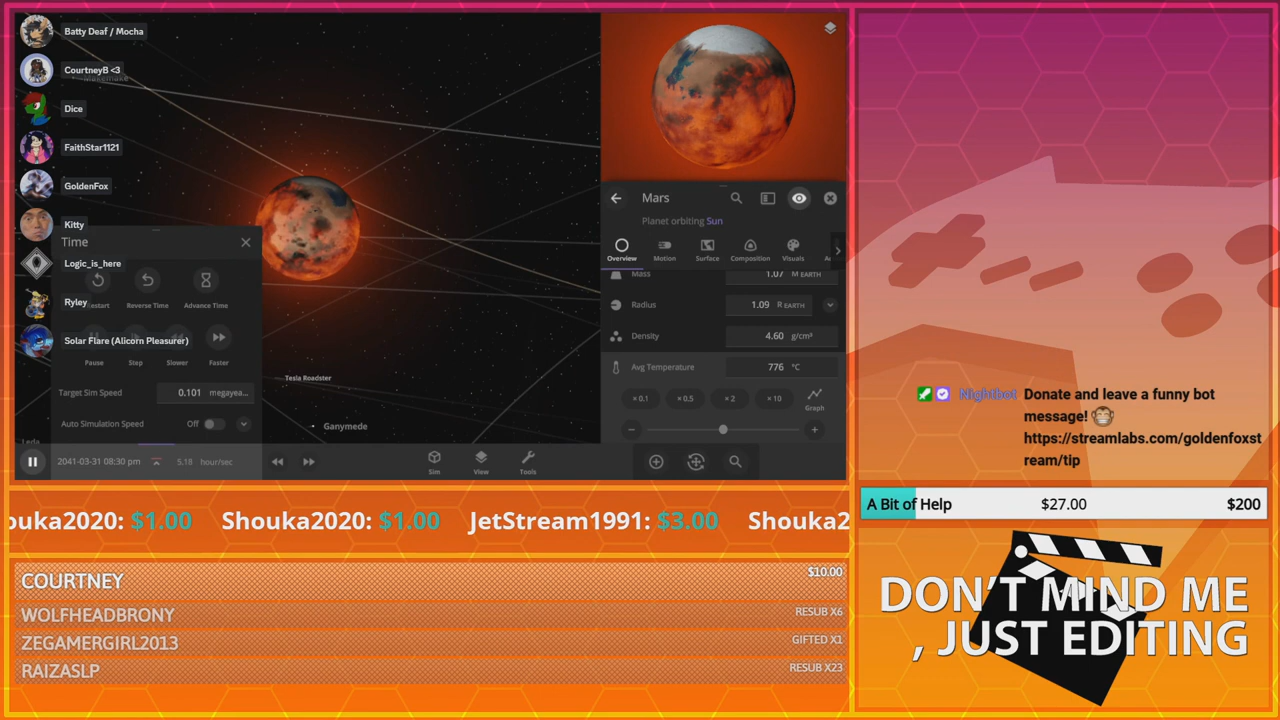 Batty Deaf / Mocha
CourtneyB <3
Dice
FaithStar1121
GoldenFox
Kitty
Time
Logic_is_here
Reverse Time
Advance Time
Ryley
Solar Flare (Alicorn Pleasurer)
Pause
Step
Slower
Faster
Target Sim Speed
0.101 megayea...
Auto Simulation Speed
Off
2041-03-31 08:30 pm
5.18 hour/sec
Tesla Roadster
Ganymede
Sim
View
Tools
Mars
Planet orbiting Sun
Overview
Motion
Surface
Composition
Visuals
Mass
1.07 M EARTH
Radius
1.09 R EARTH
Density
4.60 g/cm³
Avg Temperature
776 °C
× 0.1
× 0.5
× 2
× 10
Graph
Nightbot Donate and leave a funny bot
message!
https://streamlabs.com/goldenfoxst
ream/tip
A Bit of Help
$27.00
$200
ouka2020: $1.00 Shouka2020: $1.00 JetStream1991: $3.00 Shouka2
COURTNEY
$10.00
WOLFHEADBRONY
RESUB X6
ZEGAMERGIRL2013
GIFTED X1
RAIZASLP
RESUB X23
DON'T MIND ME
, JUST EDITING